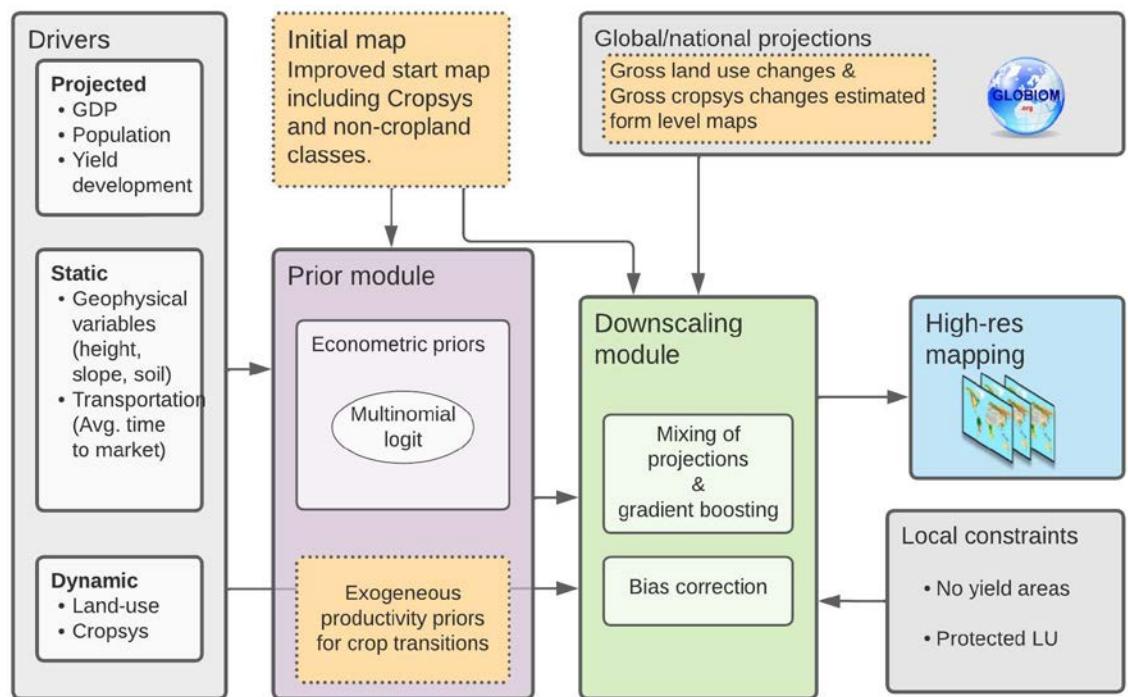 Drivers
Projected
• GDP
• Population
• Yield
development
Static
• Geophysical
variables
(height,
slope, soil)
• Transportation
(Avg. time
to market)
Dynamic
• Land-use
• Cropsys
Initial map
Improved start map
including Cropsys
and non-cropland
classes.
Global/national projections
Gross land use changes &
Gross cropsys changes estimated
form level maps
GLOBIOM
.org
Prior module
Econometric priors
Multinomial
logit
Exogeneous
productivity priors
for crop transitions
Downscaling
module
Mixing of
projections
&
gradient boosting
Bias correction
High-res
mapping
Local constraints
• No yield areas
• Protected LU